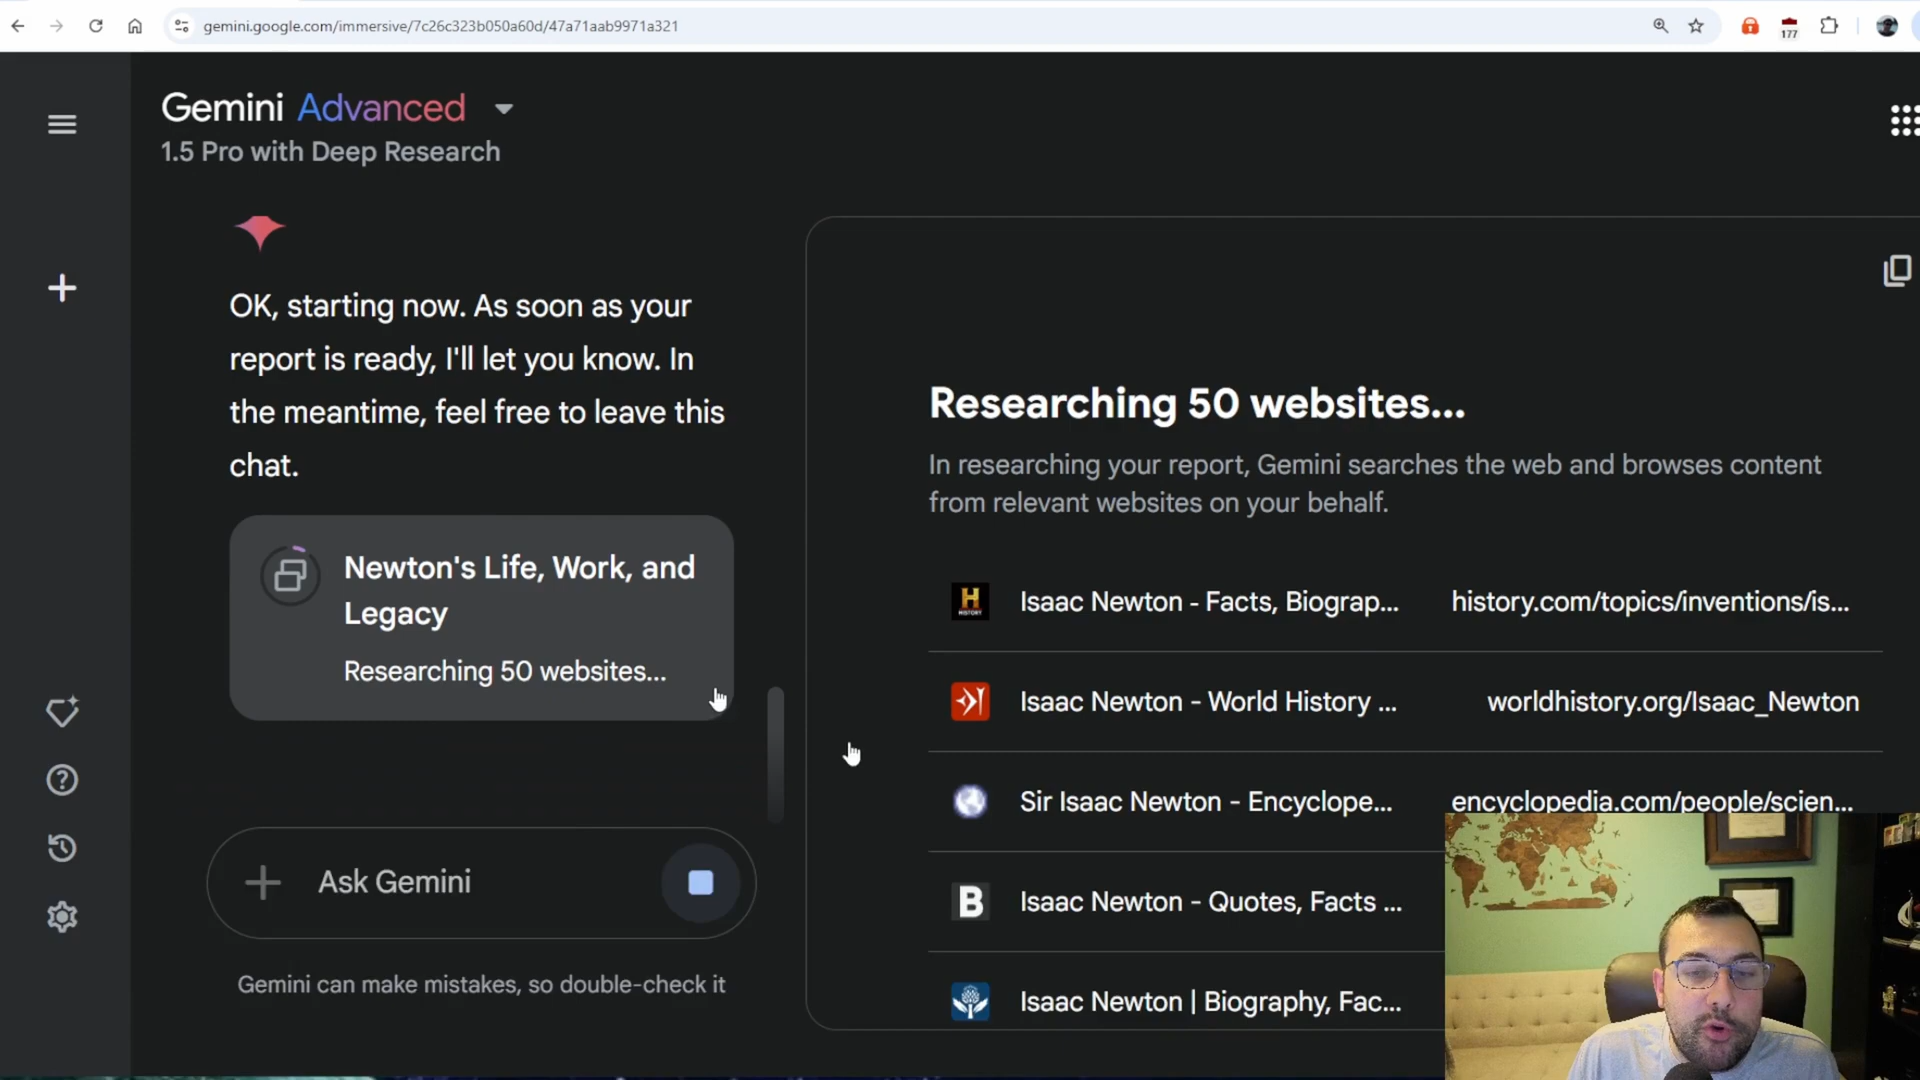 gemini.google.com/immersive/7c26c323b050a60d/47a71aab9971a321
177
Gemini Advanced
1.5 Pro with Deep Research
OK, starting now. As soon as your
report is ready, I'll let you know. In
the meantime, feel free to leave this
chat.
Newton's Life, Work, and
Legacy
Researching 50 websites...
Ask Gemini
Gemini can make mistakes, so double-check it
Researching 50 websites...
In researching your report, Gemini searches the web and browses content
from relevant websites on your behalf.
H
HISTORY
Isaac Newton - Facts, Biograp... history.com/topics/inventions/is...
Isaac Newton - World History ... worldhistory.org/Isaac_Newton
Sir Isaac Newton - Encyclope... encyclopedia.com/people/scien...
B
Isaac Newton - Quotes, Facts ...
Isaac Newton | Biography, Fac...